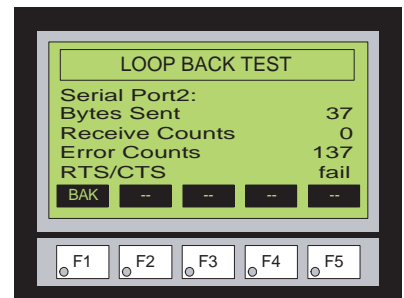 LOOP BACK TEST
Serial Port2:
Bytes Sent 37
Receive Counts 0
Error Counts 137
RTS/CTS fail
BAK -- -- -- --
F1 F2 F3 F4 F5